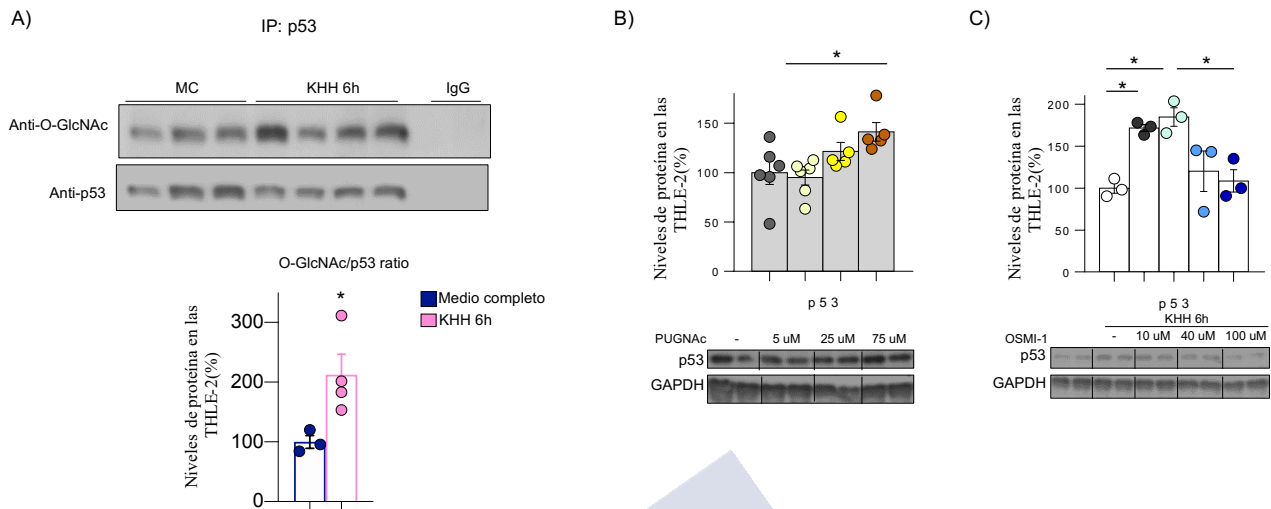 A)
IP: p53
MC KHH 6h IgG
Anti-O-GlcNAc
Anti-p53
O-GlcNAc/p53 ratio
Niveles de proteína en las
THLE-2(%)
300
200
100
0
*
Medio completo
KHH 6h
B)
*
Niveles de proteína en las
THLE-2(%)
150
100
50
0
p 5 3
PUGNAc - 5 uM 25 uM 75 uM
p53
GAPDH
C)
* *
*
Niveles de proteína en las
THLE-2(%)
200
150
100
50
0
p 5 3
KHH 6h
OSMI-1 - 10 uM 40 uM 100 uM
p53
GAPDH